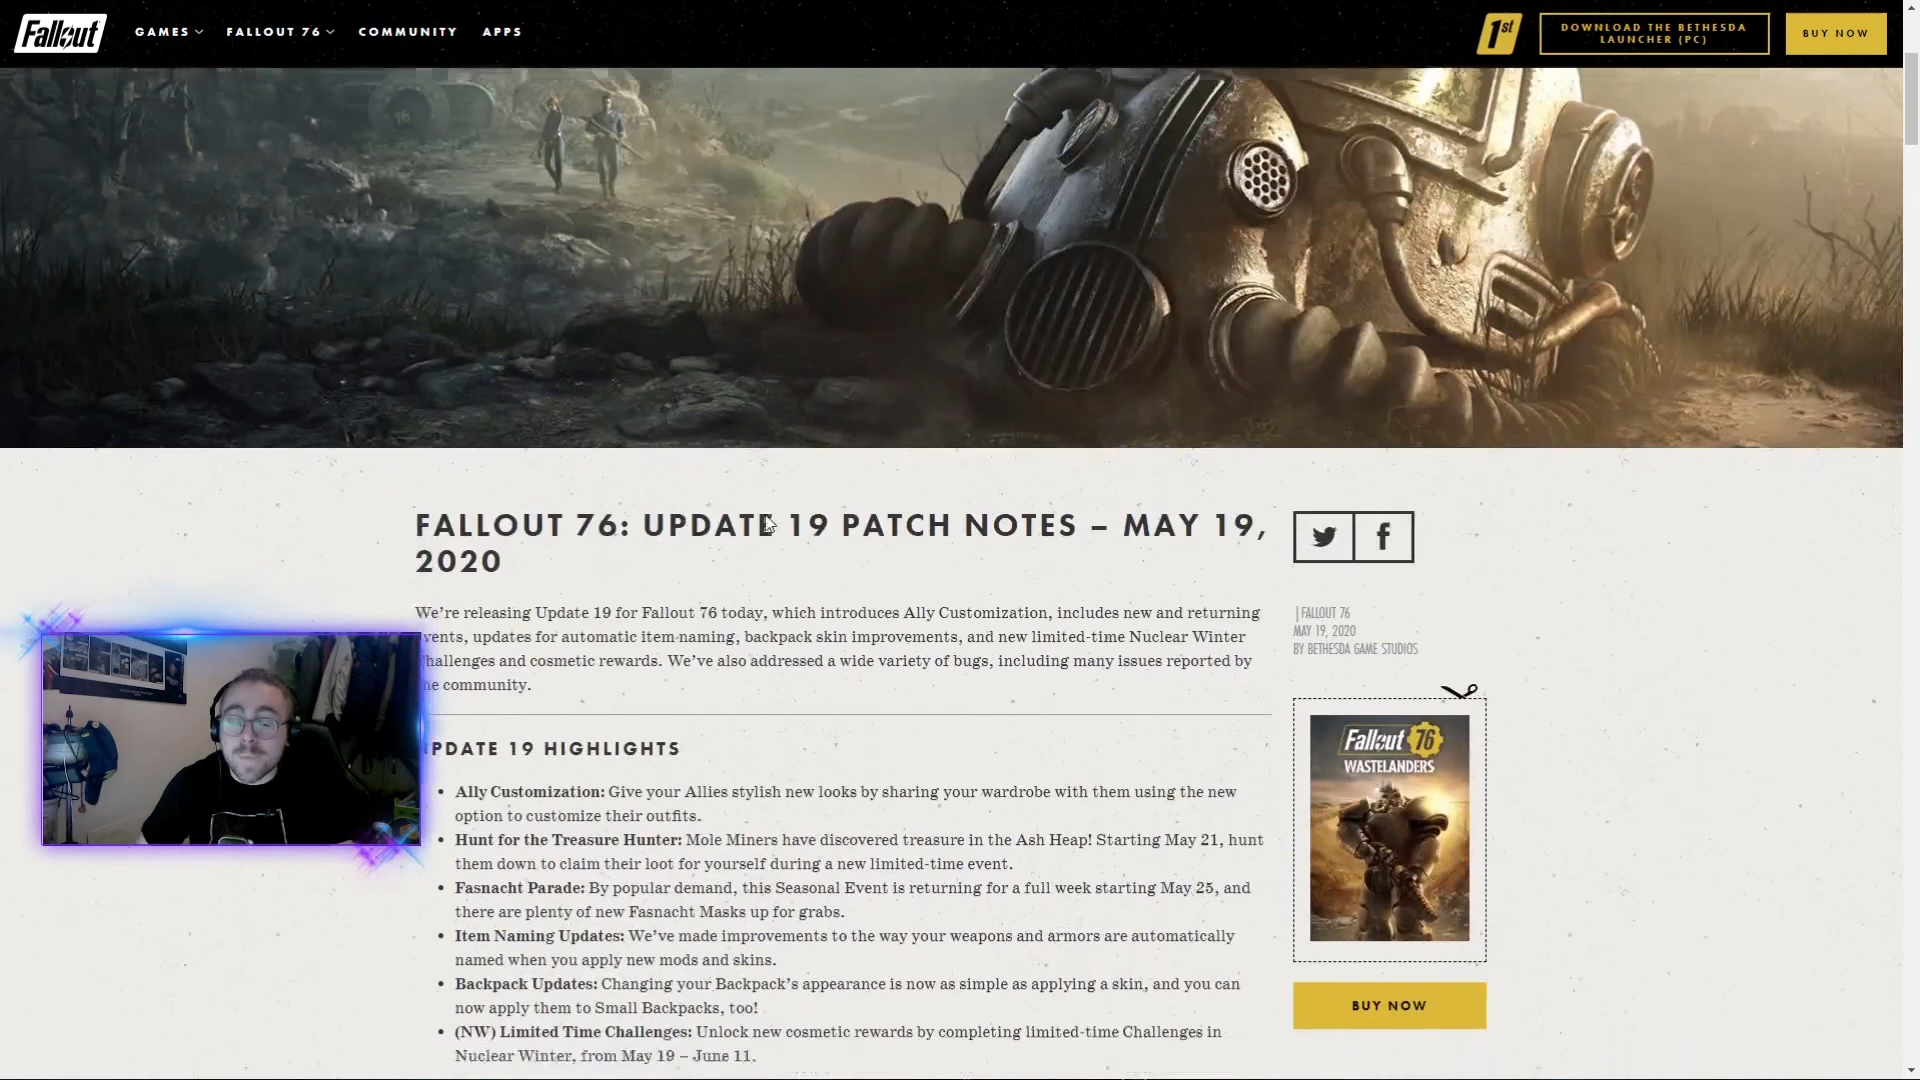 Fallout
GAMES
FALLOUT 76
COMMUNITY
APPS
1st
DOWNLOAD THE BETHESDA
LAUNCHER (PC)
BUY NOW
FALLOUT 76: UPDATE 19 PATCH NOTES – MAY 19,
2020
We're releasing Update 19 for Fallout 76 today, which introduces Ally Customization, includes new and returning
vents, updates for automatic item-naming, backpack skin improvements, and new limited-time Nuclear Winter
hallenges and cosmetic rewards. We've also addressed a wide variety of bugs, including many issues reported by
he community.
PDATE 19 HIGHLIGHTS
• Ally Customization: Give your Allies stylish new looks by sharing your wardrobe with them using the new
option to customize their outfits.
• Hunt for the Treasure Hunter: Mole Miners have discovered treasure in the Ash Heap! Starting May 21, hunt
them down to claim their loot for yourself during a new limited-time event.
• Fasnacht Parade: By popular demand, this Seasonal Event is returning for a full week starting May 25, and
there are plenty of new Fasnacht Masks up for grabs.
• Item Naming Updates: We've made improvements to the way your weapons and armors are automatically
named when you apply new mods and skins.
• Backpack Updates: Changing your Backpack's appearance is now as simple as applying a skin, and you can
now apply them to Small Backpacks, too!
• (NW) Limited Time Challenges: Unlock new cosmetic rewards by completing limited-time Challenges in
Nuclear Winter, from May 19 – June 11.
| FALLOUT 76
MAY 19, 2020
BY BETHESDA GAME STUDIOS
Fallout 76
WASTELANDERS
BUY NOW